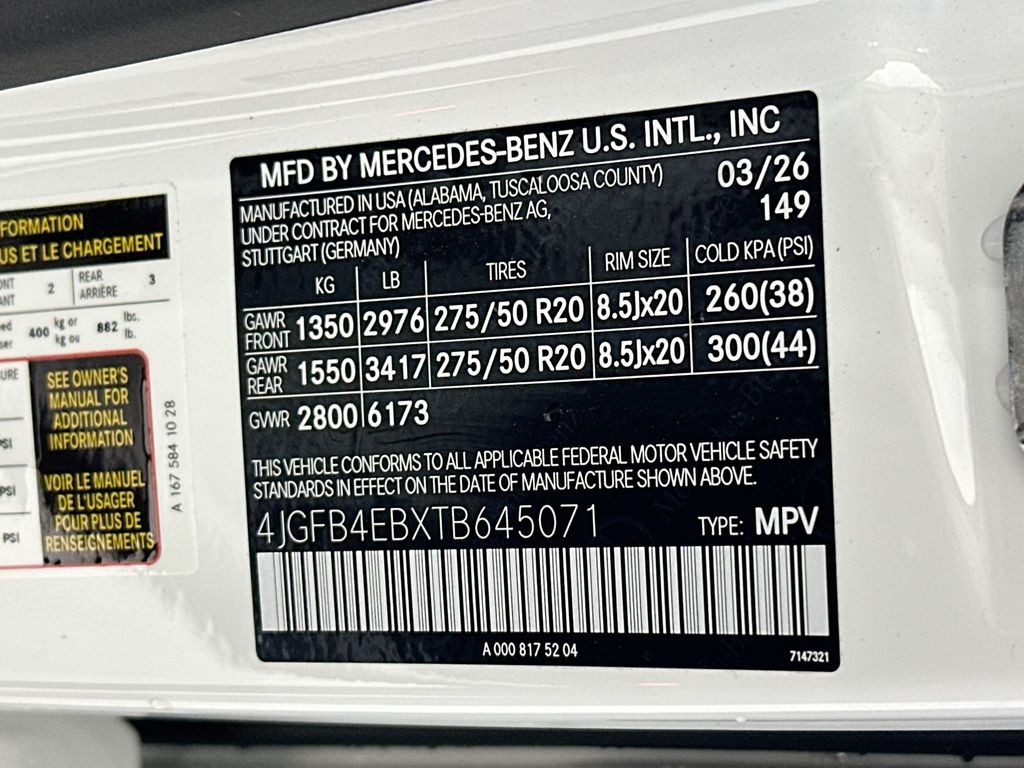 FORMATION
US ET LE CHARGEMENT
2 REAR ARRIÈRE 3
400 kg or kg ou 882 lbs. lb.
PSI
PSI
PSI
SEE OWNER'S
MANUAL FOR
ADDITIONAL
INFORMATION
VOIR LE MANUEL
DE L'USAGER
POUR PLUS DE
RENSEIGNEMENTS
A 167 584 10 28
MFD BY MERCEDES-BENZ U.S. INTL., INC
MANUFACTURED IN USA (ALABAMA, TUSCALOOSA COUNTY) 03/26
UNDER CONTRACT FOR MERCEDES-BENZ AG, 149
STUTTGART (GERMANY)
KG LB TIRES RIM SIZE COLD KPA (PSI)
GAWR FRONT 1350 2976 275/50 R20 8.5Jx20 260(38)
GAWR REAR 1550 3417 275/50 R20 8.5Jx20 300(44)
GVWR 2800 6173
THIS VEHICLE CONFORMS TO ALL APPLICABLE FEDERAL MOTOR VEHICLE SAFETY
STANDARDS IN EFFECT ON THE DATE OF MANUFACTURE SHOWN ABOVE.
4JGFB4EBXTB645071 TYPE: MPV
A 000 817 52 04
7147321